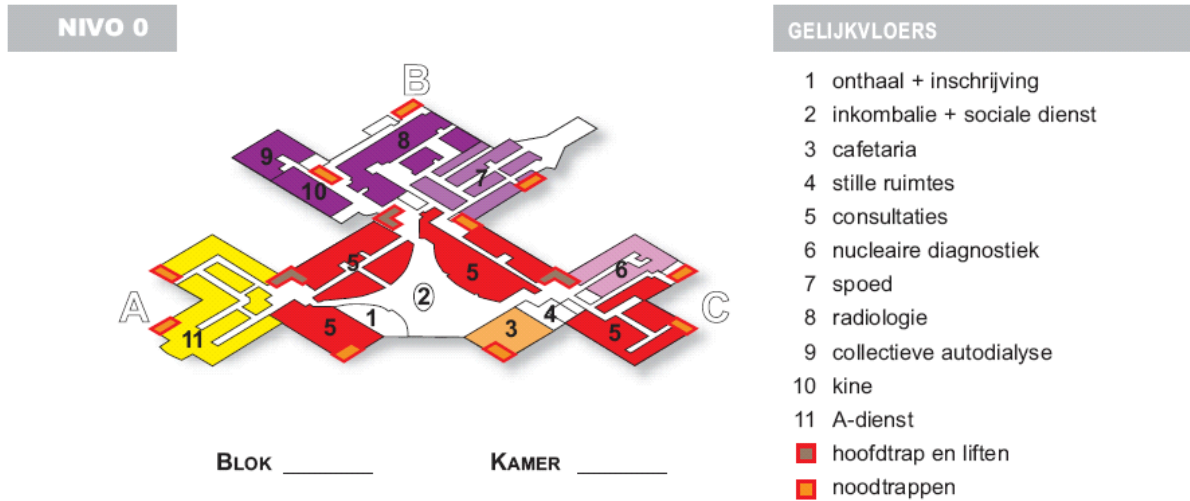 NIVO 0
GELIJKVLOERS
B
8
9
7
10
5
5
6
2
A
1
5
3
4
5
C
11
BLOK ______ KAMER ______
1 onthaal + inschrijving
2 inkombalie + sociale dienst
3 cafetaria
4 stille ruimtes
5 consultaties
6 nucleaire diagnostiek
7 spoed
8 radiologie
9 collectieve autodialyse
10 kine
11 A-dienst
hoofdtrap en liften
noodtrappen